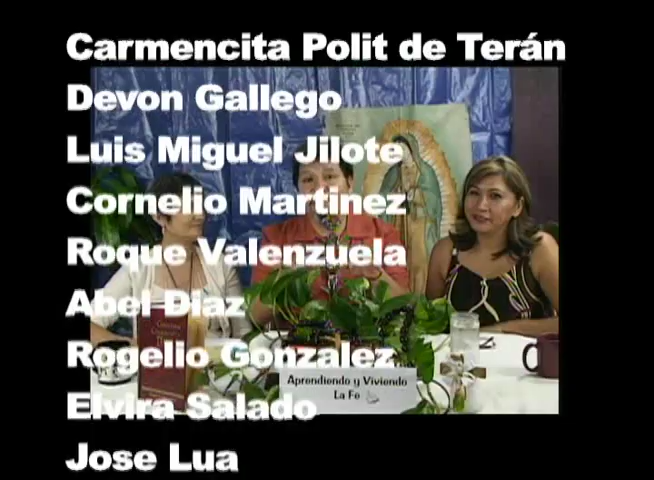 Carmencita Polit de Terán
Devon Gallego
Luis Miguel Jilote
Cornelio Martinez
Roque Valenzuela
Abel Diaz
Rogelio Gonzalez
Elvira Salado
Jose Lua
Aprendiendo y Viviendo
La Fe